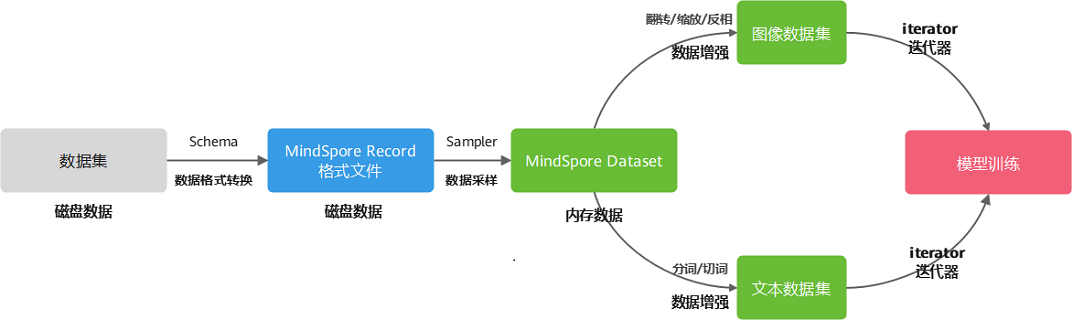 数据集
磁盘数据
Schema
数据格式转换
MindSpore Record
格式文件
磁盘数据
Sampler
数据采样
MindSpore Dataset
内存数据
翻转/缩放/反相
数据增强
图像数据集
iterator
迭代器
分词/切词
数据增强
文本数据集
iterator
迭代器
模型训练